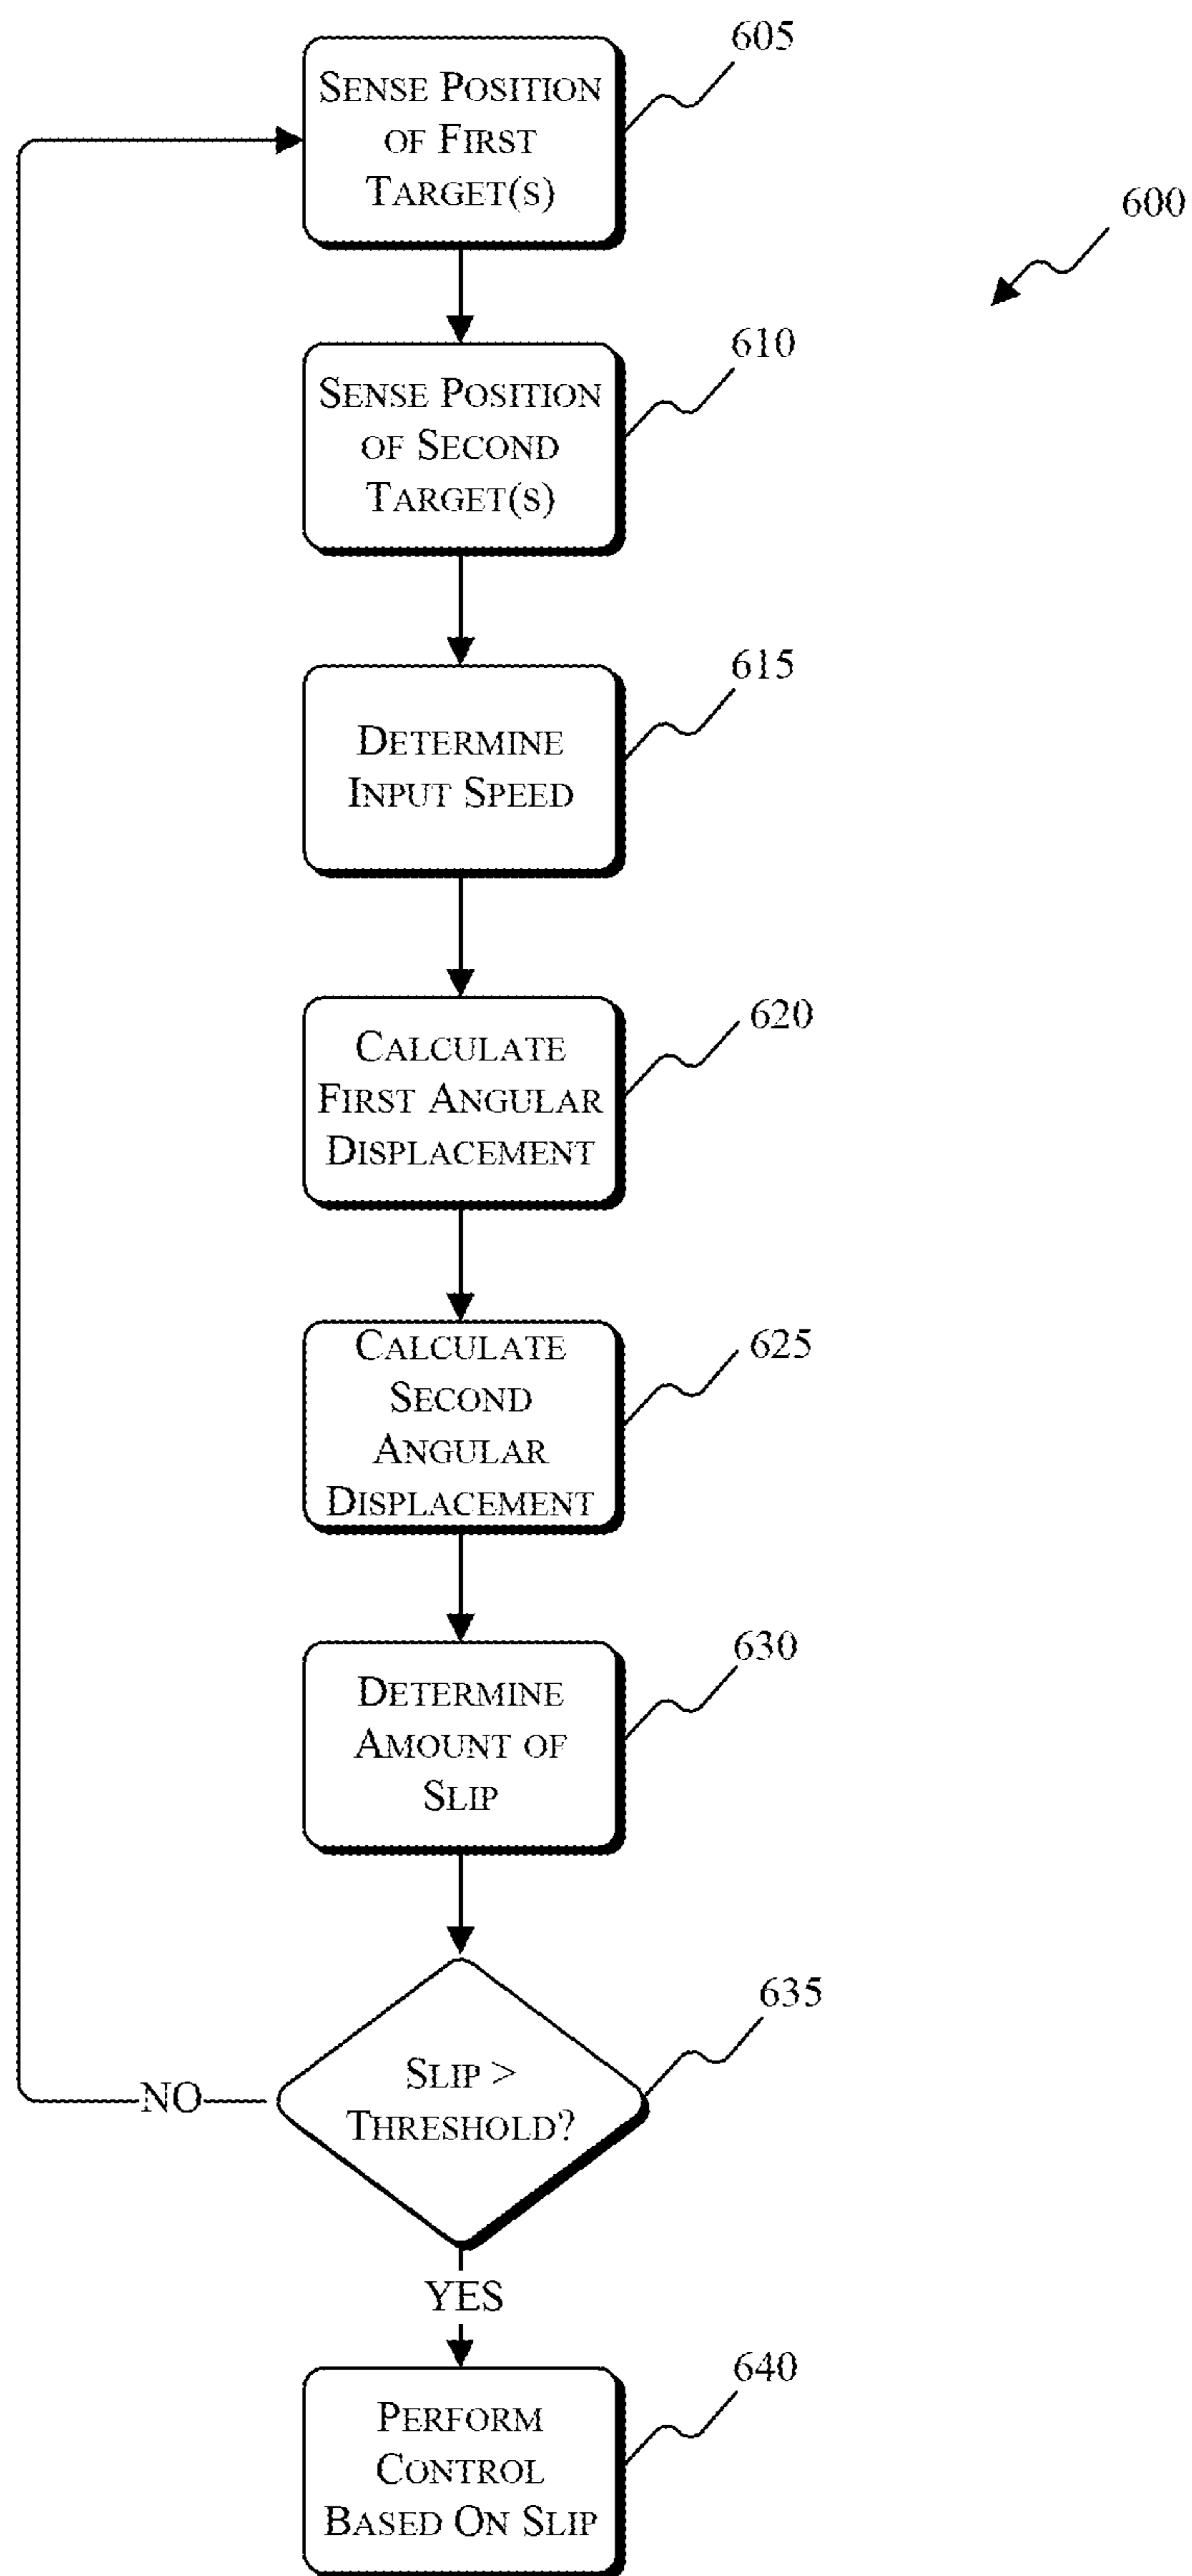 605
SENSE POSITION
OF FIRST
TARGET(S)
600
610
SENSE POSITION
OF SECOND
TARGET(S)
615
DETERMINE
INPUT SPEED
620
CALCULATE
FIRST ANGULAR
DISPLACEMENT
625
CALCULATE
SECOND
ANGULAR
DISPLACEMENT
630
DETERMINE
AMOUNT OF
SLIP
635
SLIP >
THRESHOLD?
NO
YES
640
PERFORM
CONTROL
BASED ON SLIP